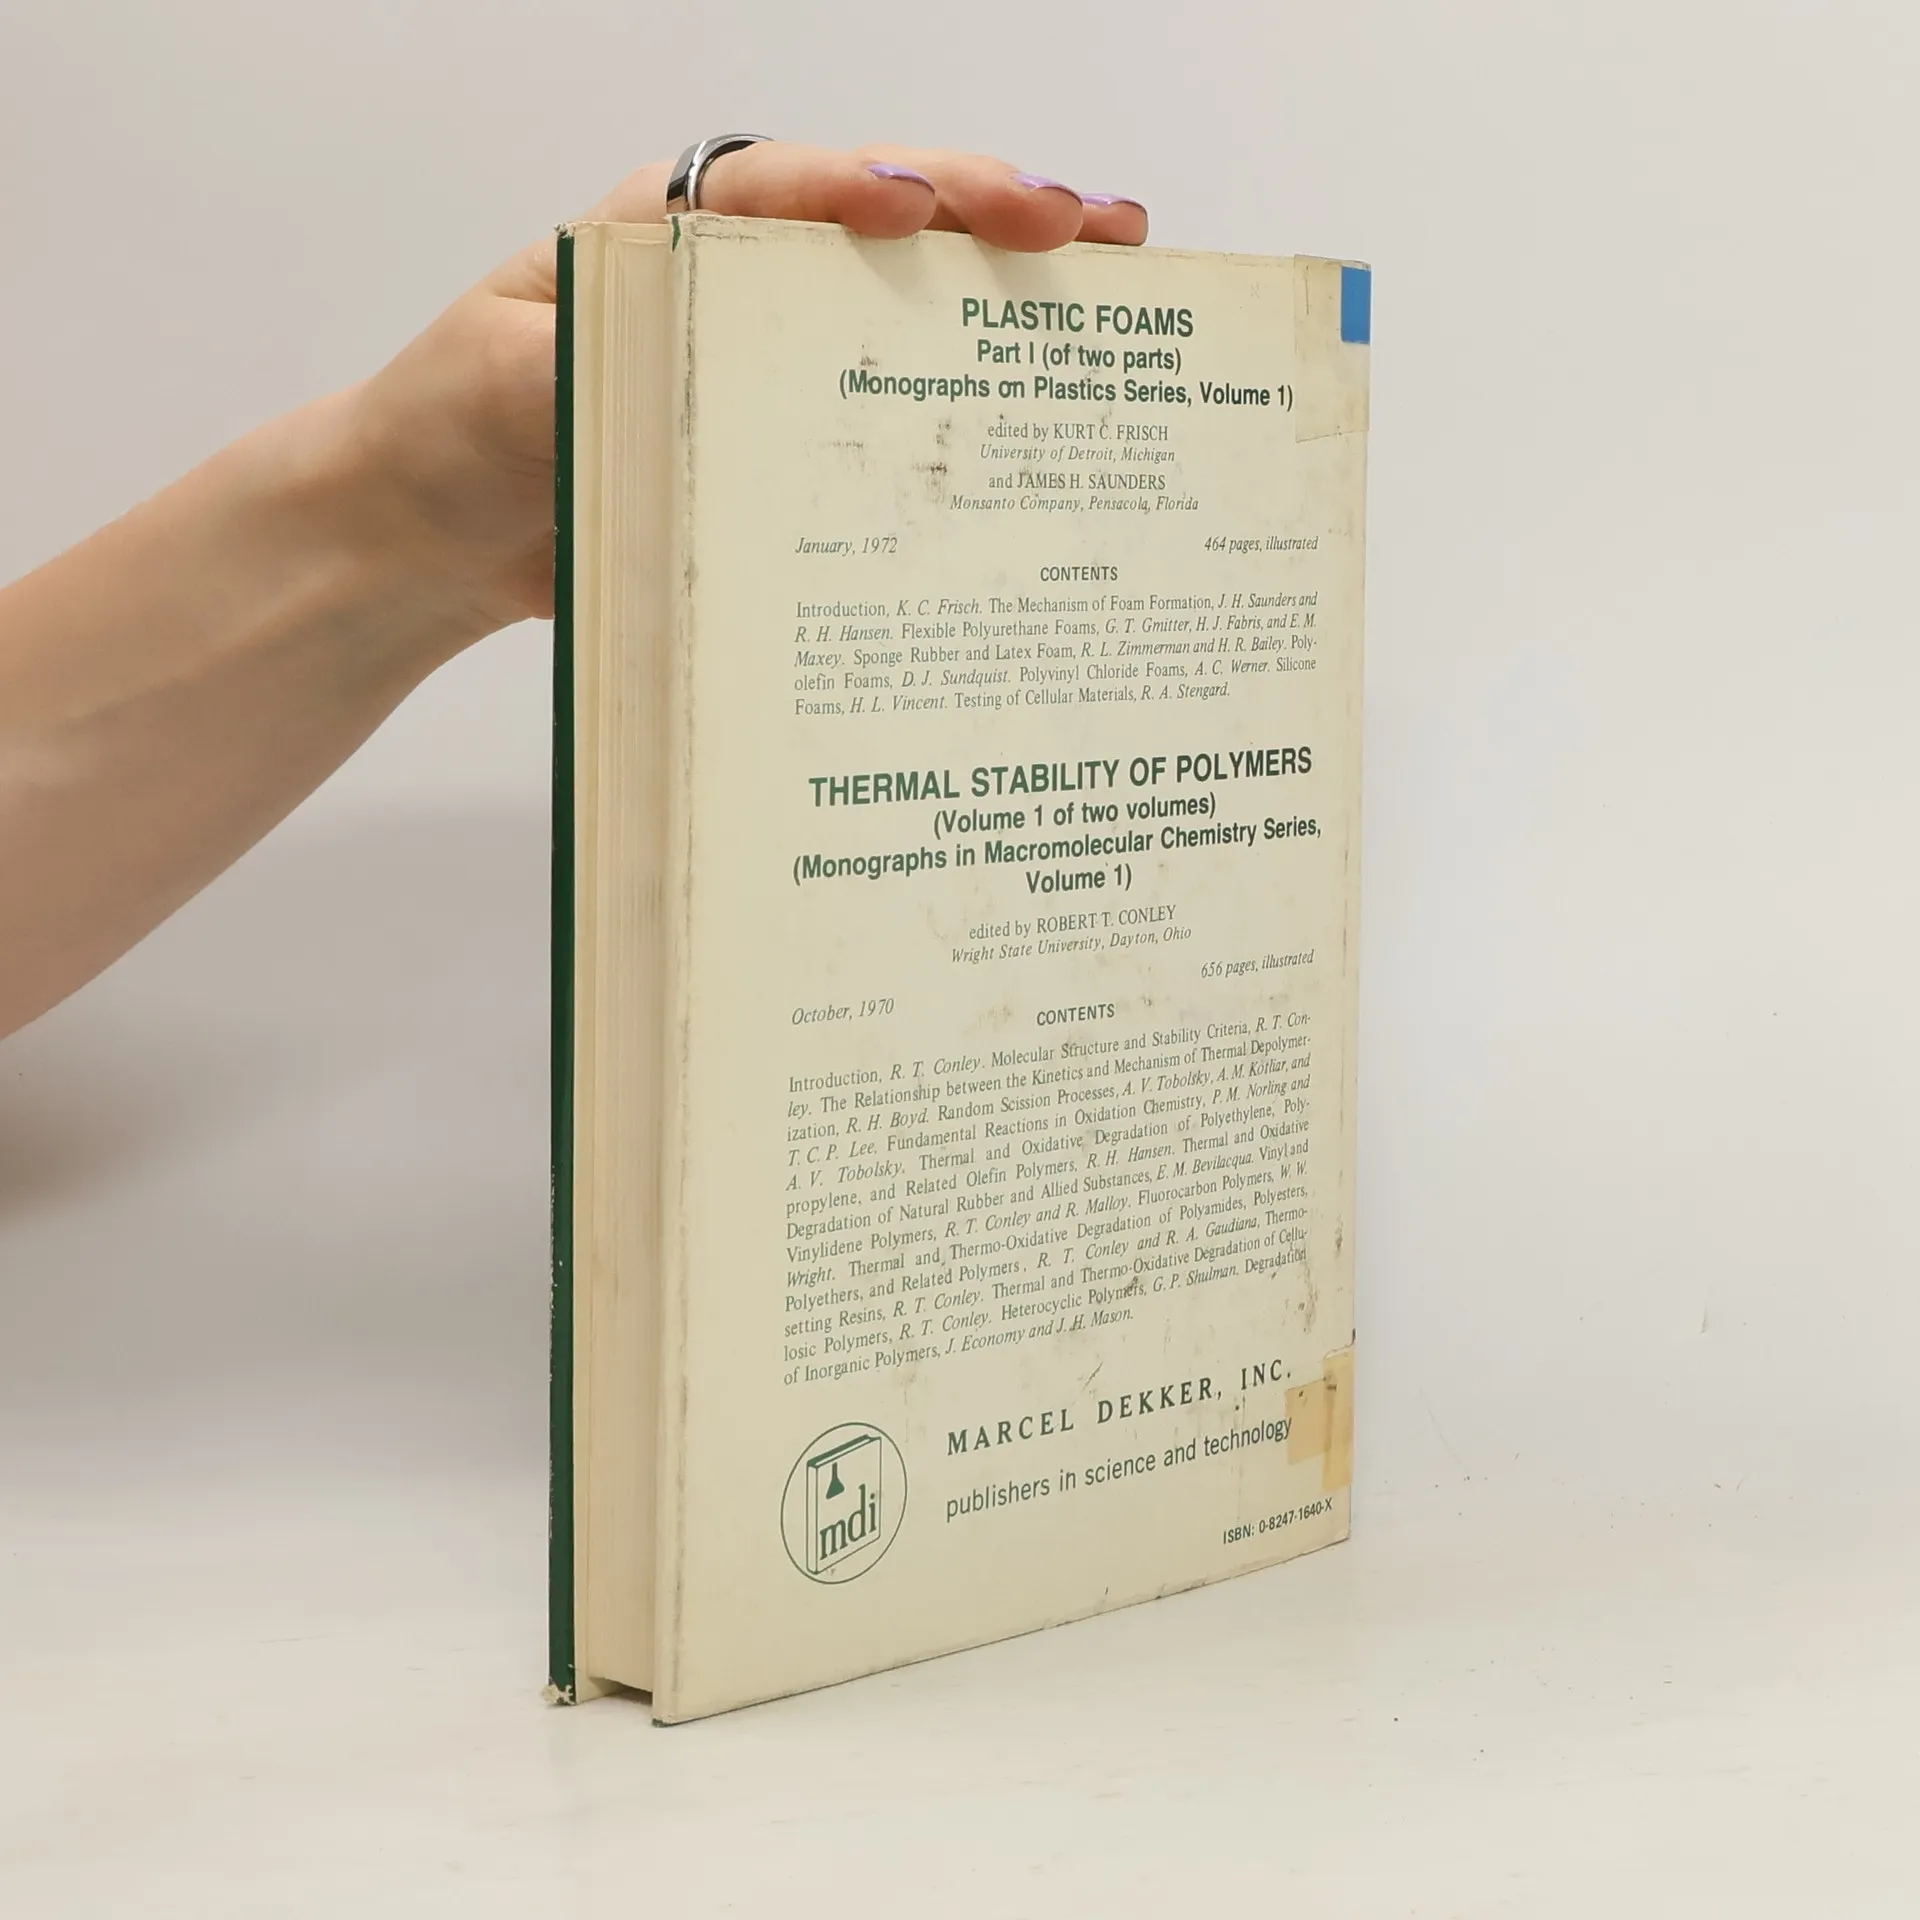 PLASTIC FOAMS
Part I (of two parts)
(Monographs on Plastics Series, Volume 1)
edited by KURT C. FRISCH
University of Detroit, Michigan
and JAMES H. SAUNDERS
Monsanto Company, Pensacola, Florida
January, 1972 464 pages, illustrated
CONTENTS
Introduction, K. C. Frisch. The Mechanism of Foam Formation, J. H. Saunders and
R. H. Hansen. Flexible Polyurethane Foams, G. T. Gmitter, H. J. Fabris, and E. M.
Maxey. Sponge Rubber and Latex Foam, R. L. Zimmerman and H. R. Bailey. Poly-
olefin Foams, D. J. Sundquist. Polyvinyl Chloride Foams, A. C. Werner. Silicone
Foams, H. L. Vincent. Testing of Cellular Materials, R. A. Stengard.
THERMAL STABILITY OF POLYMERS
(Volume 1 of two volumes)
(Monographs in Macromolecular Chemistry Series,
Volume 1)
edited by ROBERT T. CONLEY
Wright State University, Dayton, Ohio
656 pages, illustrated
October, 1970
CONTENTS
Introduction, R. T. Conley. Molecular Structure and Stability Criteria, R. T. Con-
ley. The Relationship between the Kinetics and Mechanism of Thermal Depolymer-
ization, R. H. Boyd. Random Scission Processes, A. V. Tobolsky, A. M. Kotliar, and
T. C. P. Lee. Fundamental Reactions in Oxidation Chemistry, P. M. Norling and
A. V. Tobolsky. Thermal and Oxidative Degradation of Polyethylene, Poly-
propylene, and Related Olefin Polymers, R. H. Hansen. Thermal and Oxidative
Degradation of Natural Rubber and Allied Substances, E. M. Bevilacqua. Vinyl and
Vinylidene Polymers, R. T. Conley and R. Malloy. Fluorocarbon Polymers, W. W.
Wright. Thermal and Thermo-Oxidative Degradation of Polyamides, Polyesters,
Polyethers, and Related Polymers, R. T. Conley and R. A. Gaudiana, Thermo-
setting Resins, R. T. Conley. Thermal and Thermo-Oxidative Degradation of Cellu-
losic Polymers, R. T. Conley. Heterocyclic Polymers, G. P. Shulman. Degradation
of Inorganic Polymers, J. Economy and J. H. Mason.
mdi
MARCEL DEKKER, INC.
publishers in science and technology
ISBN: 0-8247-1640-X